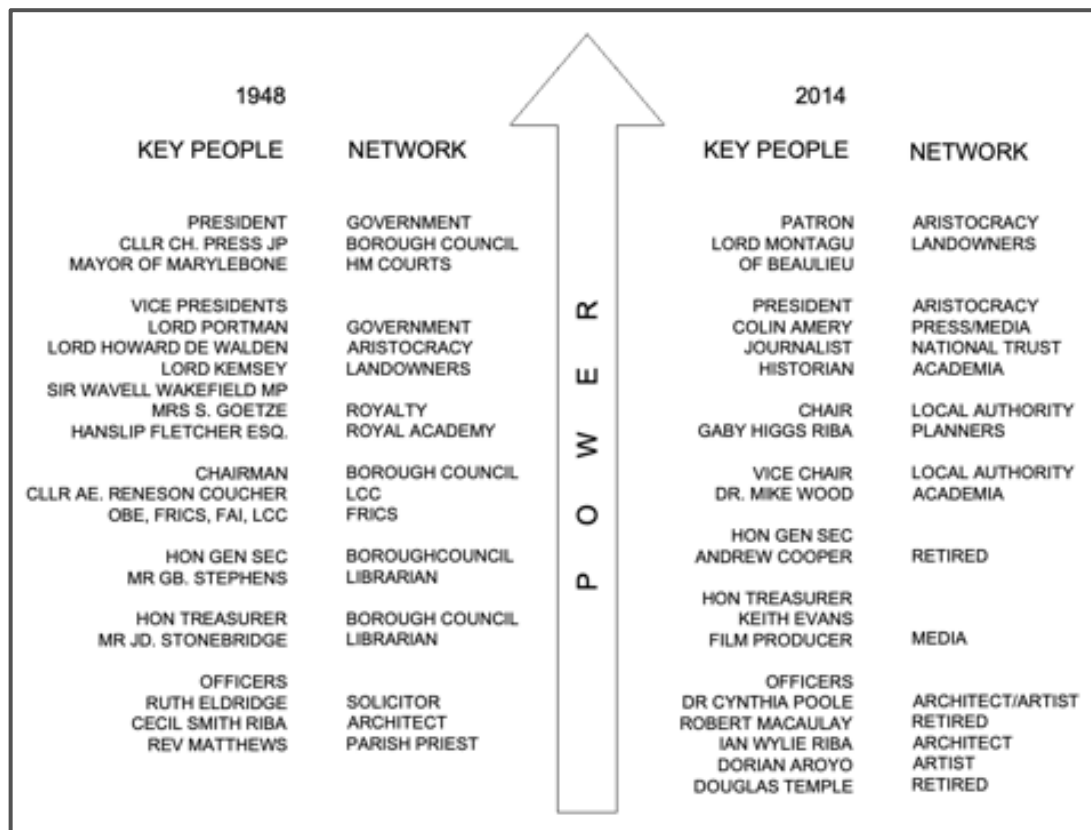 1948
KEY PEOPLE NETWORK
PRESIDENT GOVERNMENT
CLLR CH. PRESS JP BOROUGH COUNCIL
MAYOR OF MARYLEBONE HM COURTS
VICE PRESIDENTS
LORD PORTMAN GOVERNMENT
LORD HOWARD DE WALDEN ARISTOCRACY
LORD KEMSEY LANDOWNERS
SIR WAVELL WAKEFIELD MP
MRS S. GOETZE ROYALTY
HANSLIP FLETCHER ESQ. ROYAL ACADEMY
CHAIRMAN BOROUGH COUNCIL
CLLR AE. RENESON COUCHER LCC
OBE, FRICS, FAI, LCC FRICS
HON GEN SEC BOROUGHCOUNCIL
MR GB. STEPHENS LIBRARIAN
HON TREASURER BOROUGH COUNCIL
MR JD. STONEBRIDGE LIBRARIAN
OFFICERS
RUTH ELDRIDGE SOLICITOR
CECIL SMITH RIBA ARCHITECT
REV MATTHEWS PARISH PRIEST
POWER
2014
KEY PEOPLE NETWORK
PATRON ARISTOCRACY
LORD MONTAGU LANDOWNERS
OF BEAULIEU
PRESIDENT ARISTOCRACY
COLIN AMERY PRESS/MEDIA
JOURNALIST NATIONAL TRUST
HISTORIAN ACADEMIA
CHAIR LOCAL AUTHORITY
GABY HIGGS RIBA PLANNERS
VICE CHAIR LOCAL AUTHORITY
DR. MIKE WOOD ACADEMIA
HON GEN SEC
ANDREW COOPER RETIRED
HON TREASURER
KEITH EVANS
FILM PRODUCER MEDIA
OFFICERS
DR CYNTHIA POOLE ARCHITECT/ARTIST
ROBERT MACAULAY RETIRED
IAN WYLIE RIBA ARCHITECT
DORIAN AROYO ARTIST
DOUGLAS TEMPLE RETIRED